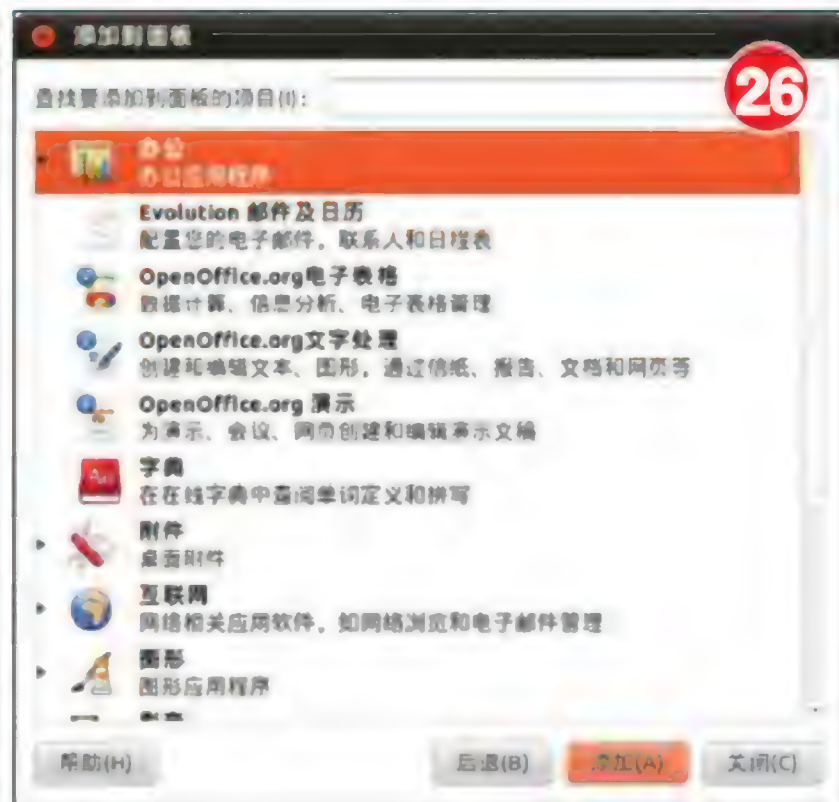 添加到面板
26
查找要添加到面板的项目(I):
办公
办公应用程序
Evolution 邮件及日历
配置您的电子邮件，联系人和日程表
OpenOffice.org电子表格
数据计算、信息分析、电子表格管理
OpenOffice.org文字处理
创建和编辑文本、图形，通过信纸、报告、文档和网页等
OpenOffice.org 演示
为演示、会议、网页创建和编辑演示文稿
字典
在在线字典中查阅单词定义和拼写
附件
桌面附件
互联网
网络相关应用软件，如网络浏览和电子邮件管理
图形
图形应用程序
帮助(H)
后退(B)
添加(A)
关闭(C)